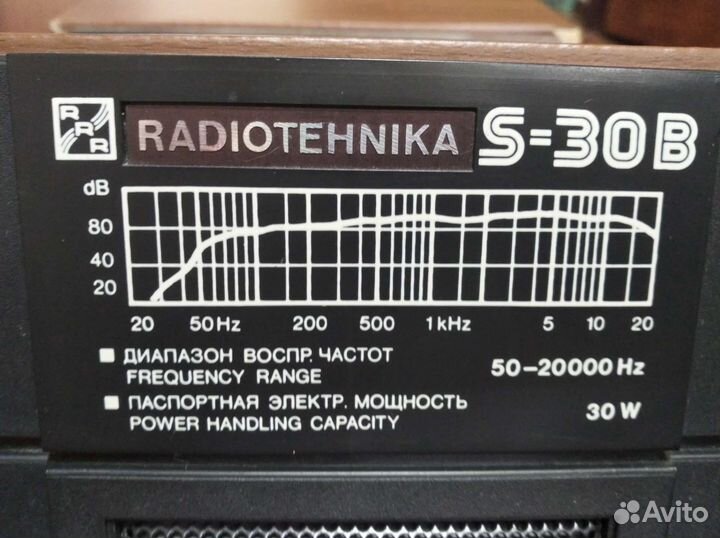 RRR RADIOTEHNIKA S-30B
dB
80
40
20
20 50Hz 200 500 1kHz 5 10 20
ДИАПАЗОН ВОСПР. ЧАСТОТ
FREQUENCY RANGE 50-20000 Hz
ПАСПОРТНАЯ ЭЛЕКТР. МОЩНОСТЬ
POWER HANDLING CAPACITY 30 W
Avito